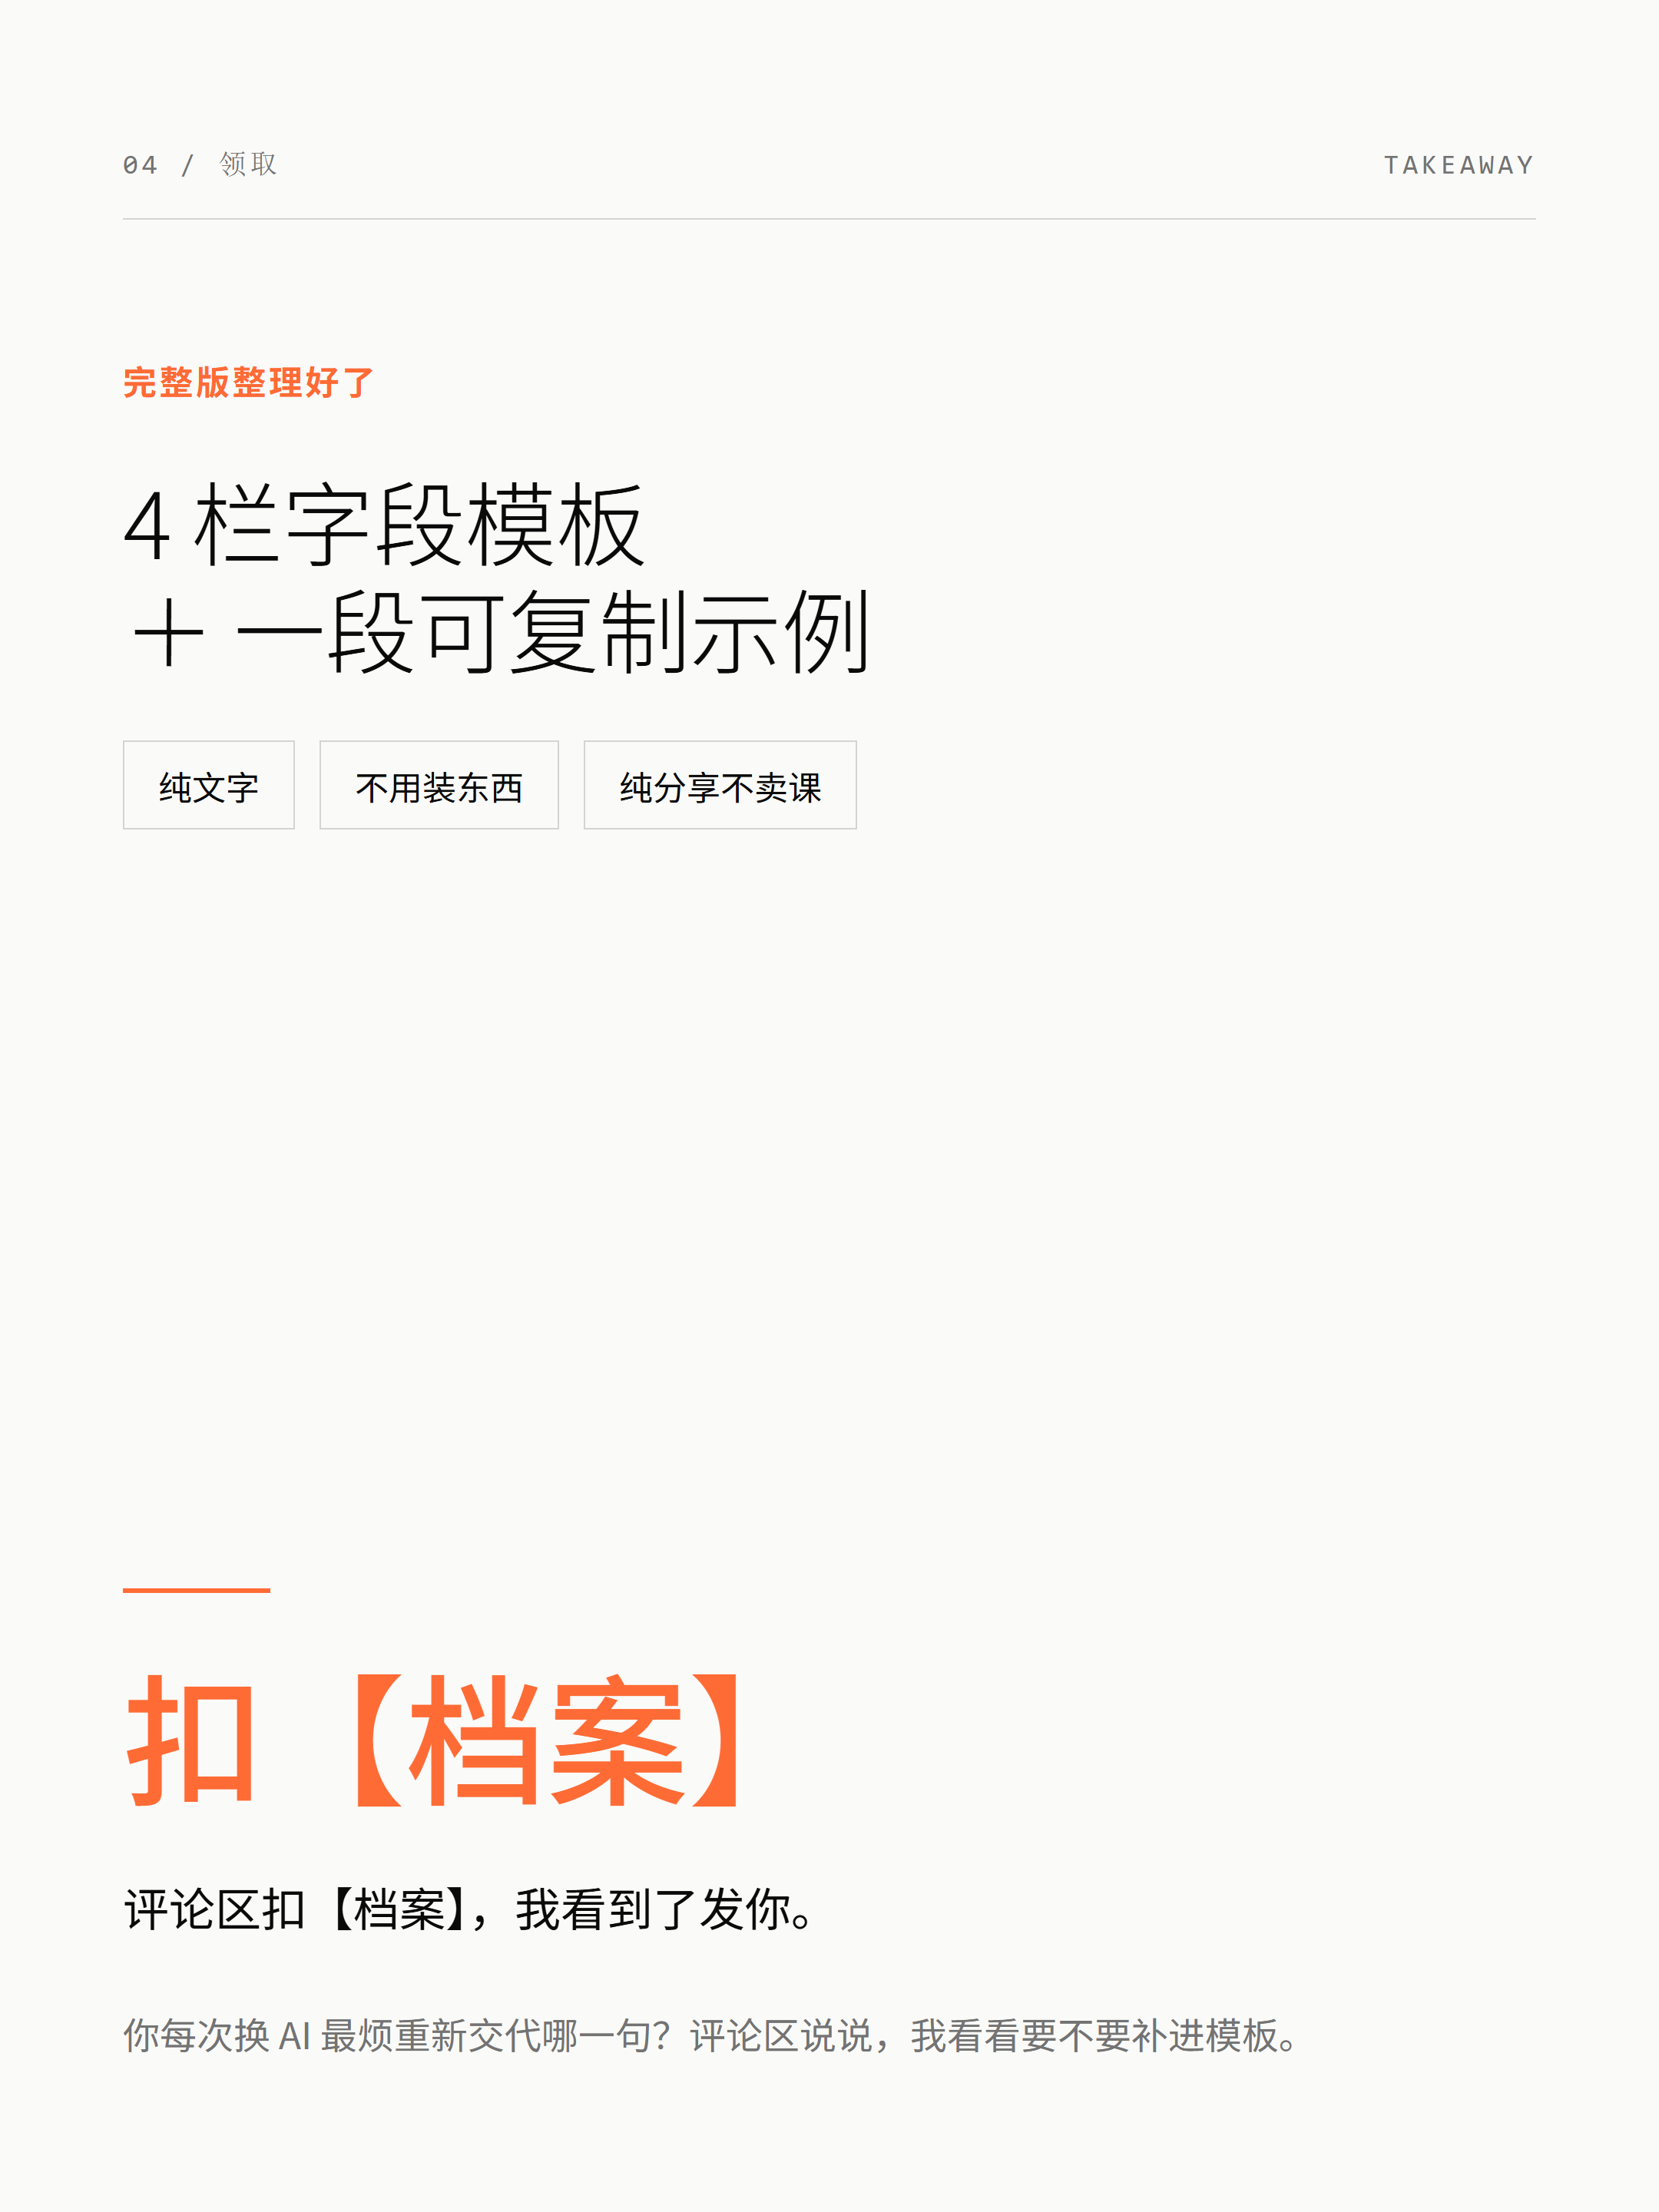 04 / 领取
TAKEAWAY
完整版整理好了
4 栏字段模板
＋ 一段可复制示例
纯文字
不用装东西
纯分享不卖课
扣【档案】
评论区扣【档案】，我看到了发你。
你每次换 AI 最烦重新交代哪一句？评论区说说，我看看要不要补进模板。